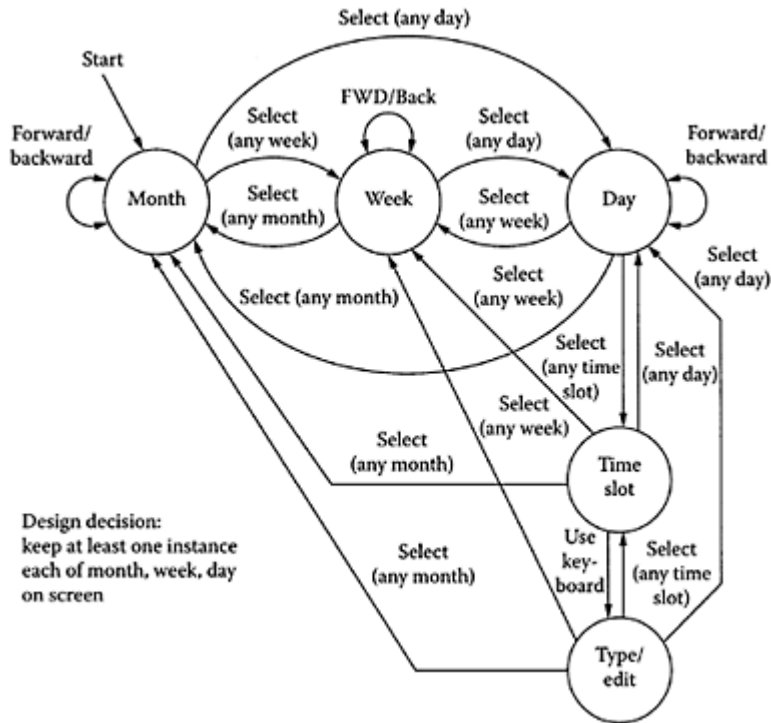 Select (any day)
Start
FWD/Back
Forward/
backward
Select
(any week)
Select
(any day)
Forward/
backward
Month
Select
(any month)
Week
Select
(any week)
Day
Select (any month)
Select
(any week)
Select
(any day)
Select
(any time
slot)
Select
(any day)
Select
(any week)
Select
(any month)
Time
slot
Design decision:
keep at least one instance
each of month, week, day
on screen
Select
(any month)
Use
key-
board
Select
(any time
slot)
Type/
edit